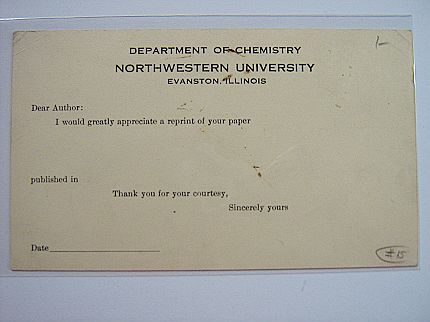 1-
DEPARTMENT OF CHEMISTRY
NORTHWESTERN UNIVERSITY
EVANSTON, ILLINOIS
Dear Author:
I would greatly appreciate a reprint of your paper
published in
Thank you for your courtesy,
Sincerely yours
Date
#15